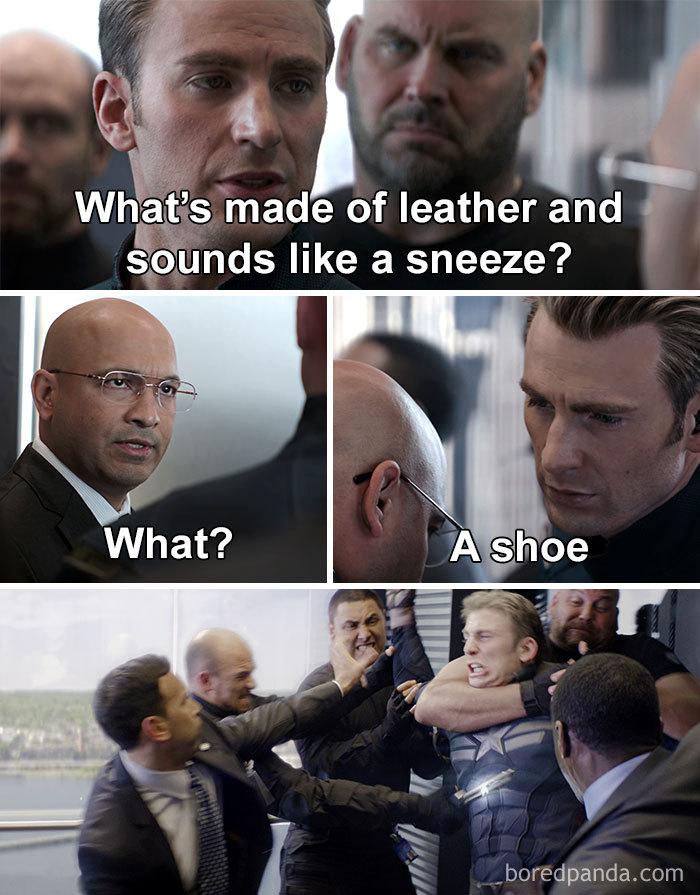 What’s made of leather and
sounds like a sneeze?
What?
A shoe
boredpanda.com